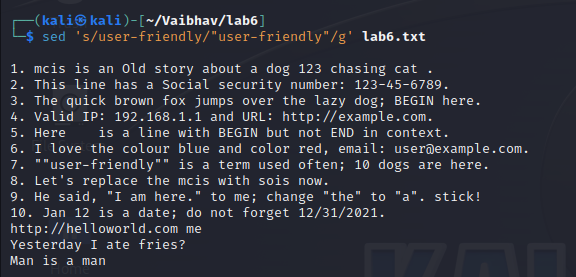 ┌──(kali㉿kali)-[~/Vaibhav/lab6]
└─$ sed 's/user-friendly/"user-friendly"/g' lab6.txt
1. mcis is an Old story about a dog 123 chasing cat .
2. This line has a Social security number: 123-45-6789.
3. The quick brown fox jumps over the lazy dog; BEGIN here.
4. Valid IP: 192.168.1.1 and URL: http://example.com.
5. Here    is a line with BEGIN but not END in context.
6. I love the colour blue and color red, email: user@example.com.
7. ""user-friendly"" is a term used often; 10 dogs are here.
8. Let's replace the mcis with sois now.
9. He said, "I am here." to me; change "the" to "a". stick!
10. Jan 12 is a date; do not forget 12/31/2021.
http://helloworld.com me
Yesterday I ate fries?
Man is a man